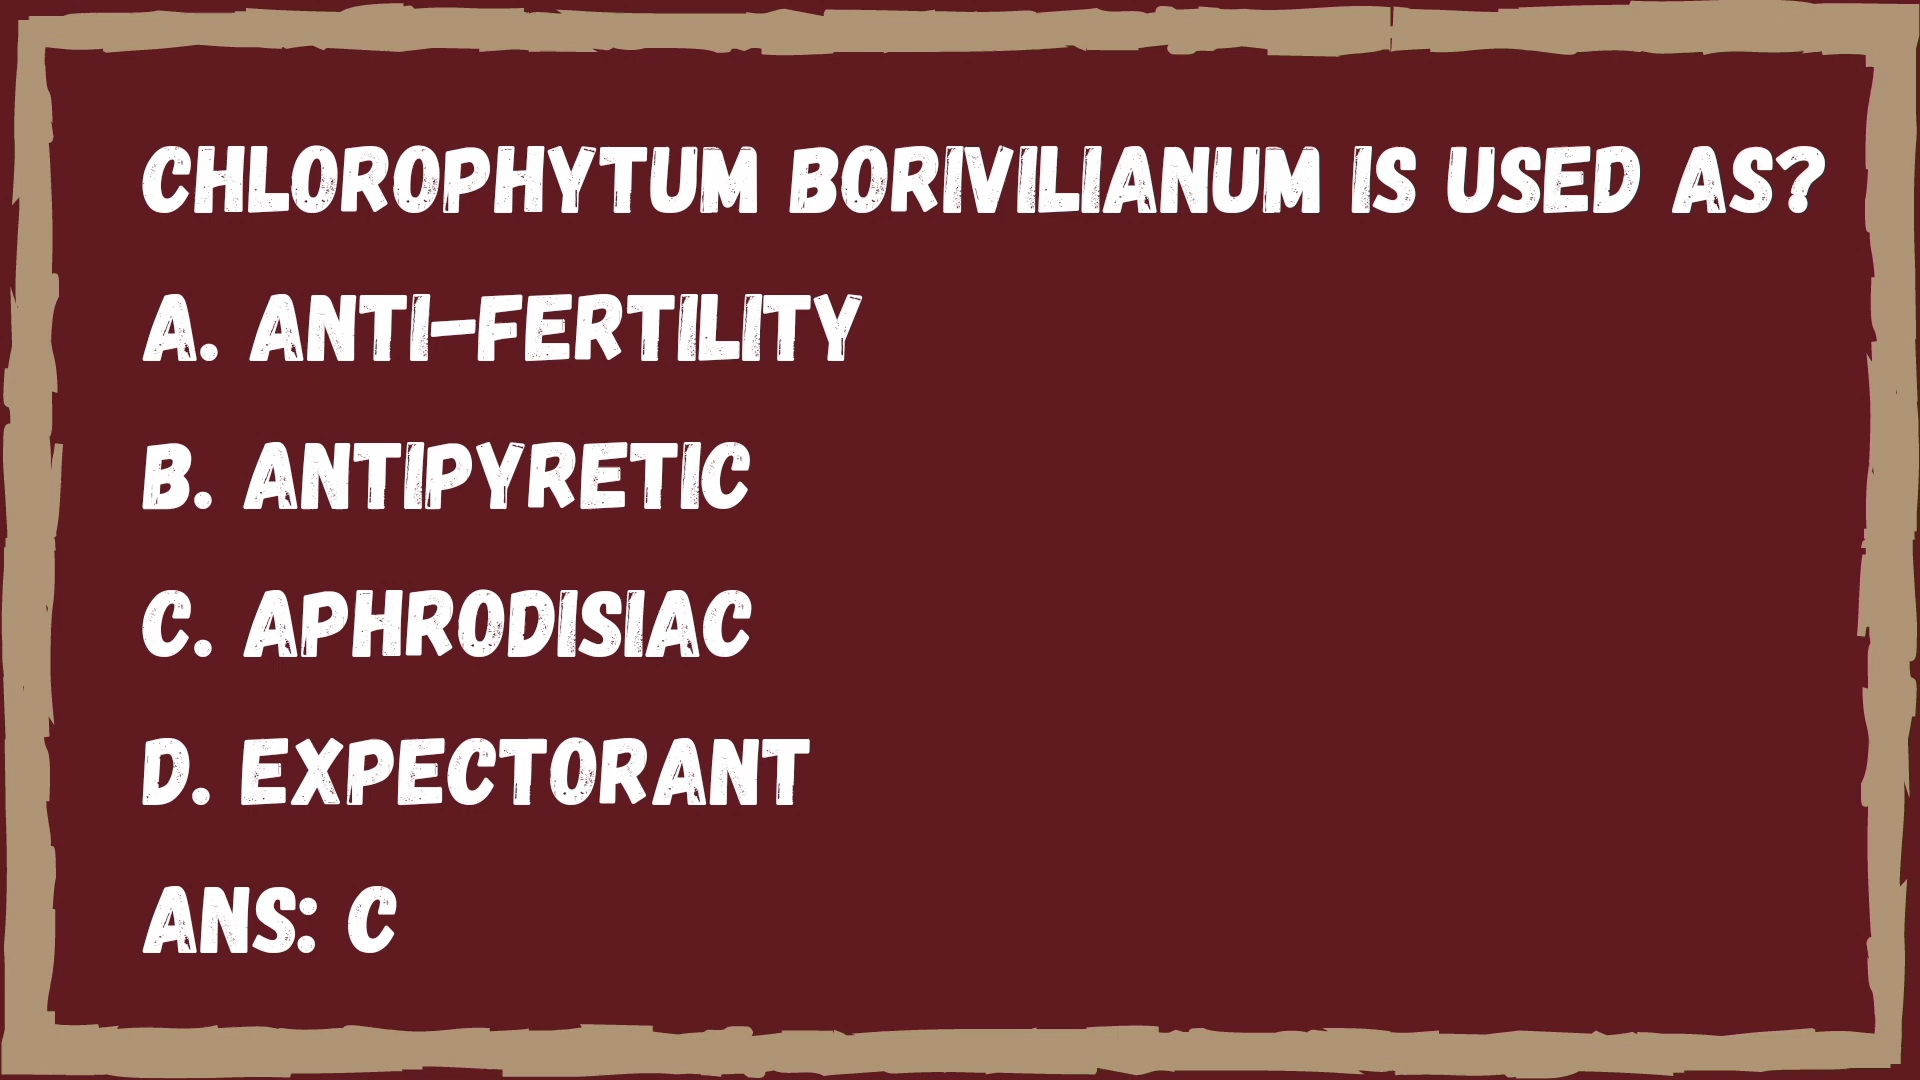 CHLOROPHYTUM BORIVILIANUM IS USED AS?
A. ANTI-FERTILITY
B. ANTIPYRETIC
C. APHRODISIAC
D. EXPECTORANT
ANS: C